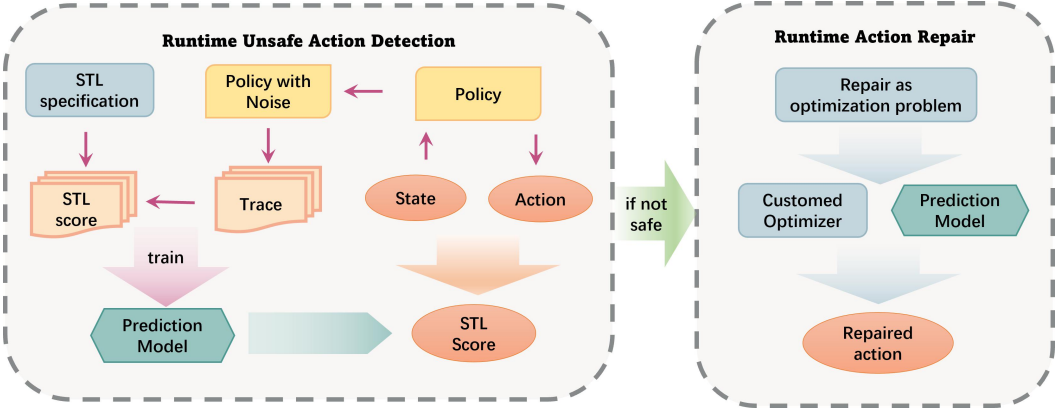 Runtime Unsafe Action Detection
STL
specification
Policy with
Noise
Policy
STL
score
Trace
State
Action
train
Prediction
Model
STL
Score
if not
safe
Runtime Action Repair
Repair as
optimization problem
Customed
Optimizer
Prediction
Model
Repaired
action